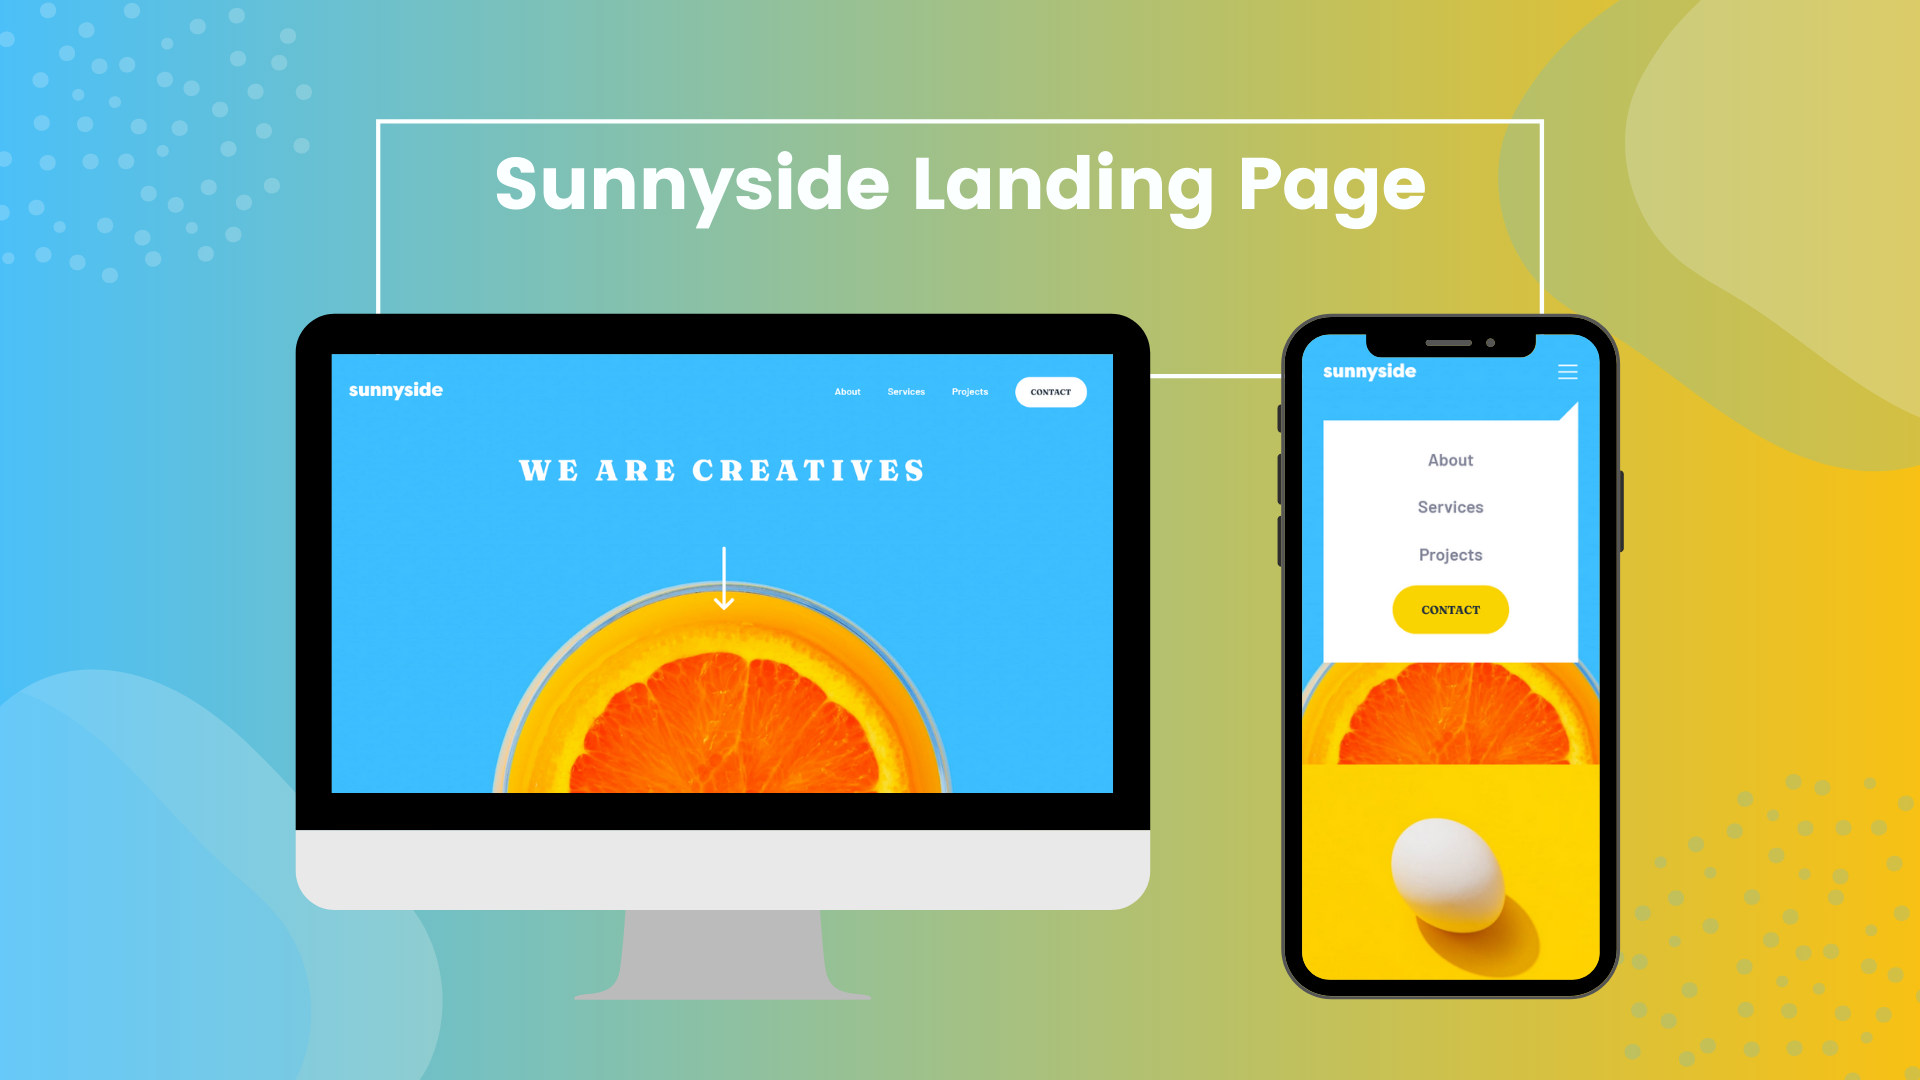 Sunnyside Landing Page
sunnyside
About Services Projects CONTACT
WE ARE CREATIVES
sunnyside
About
Services
Projects
CONTACT